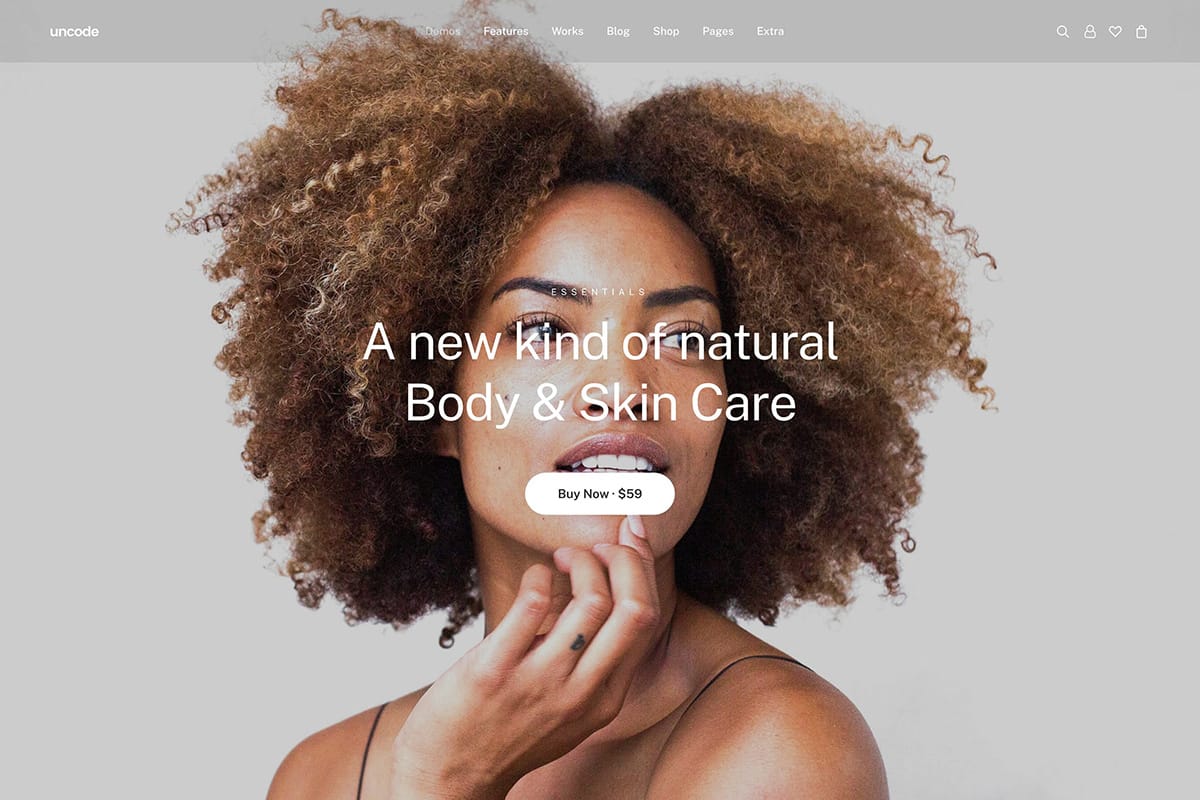 uncode
Demos Features Works Blog Shop Pages Extra
ESSENTIALS
A new kind of natural
Body & Skin Care
Buy Now · $59